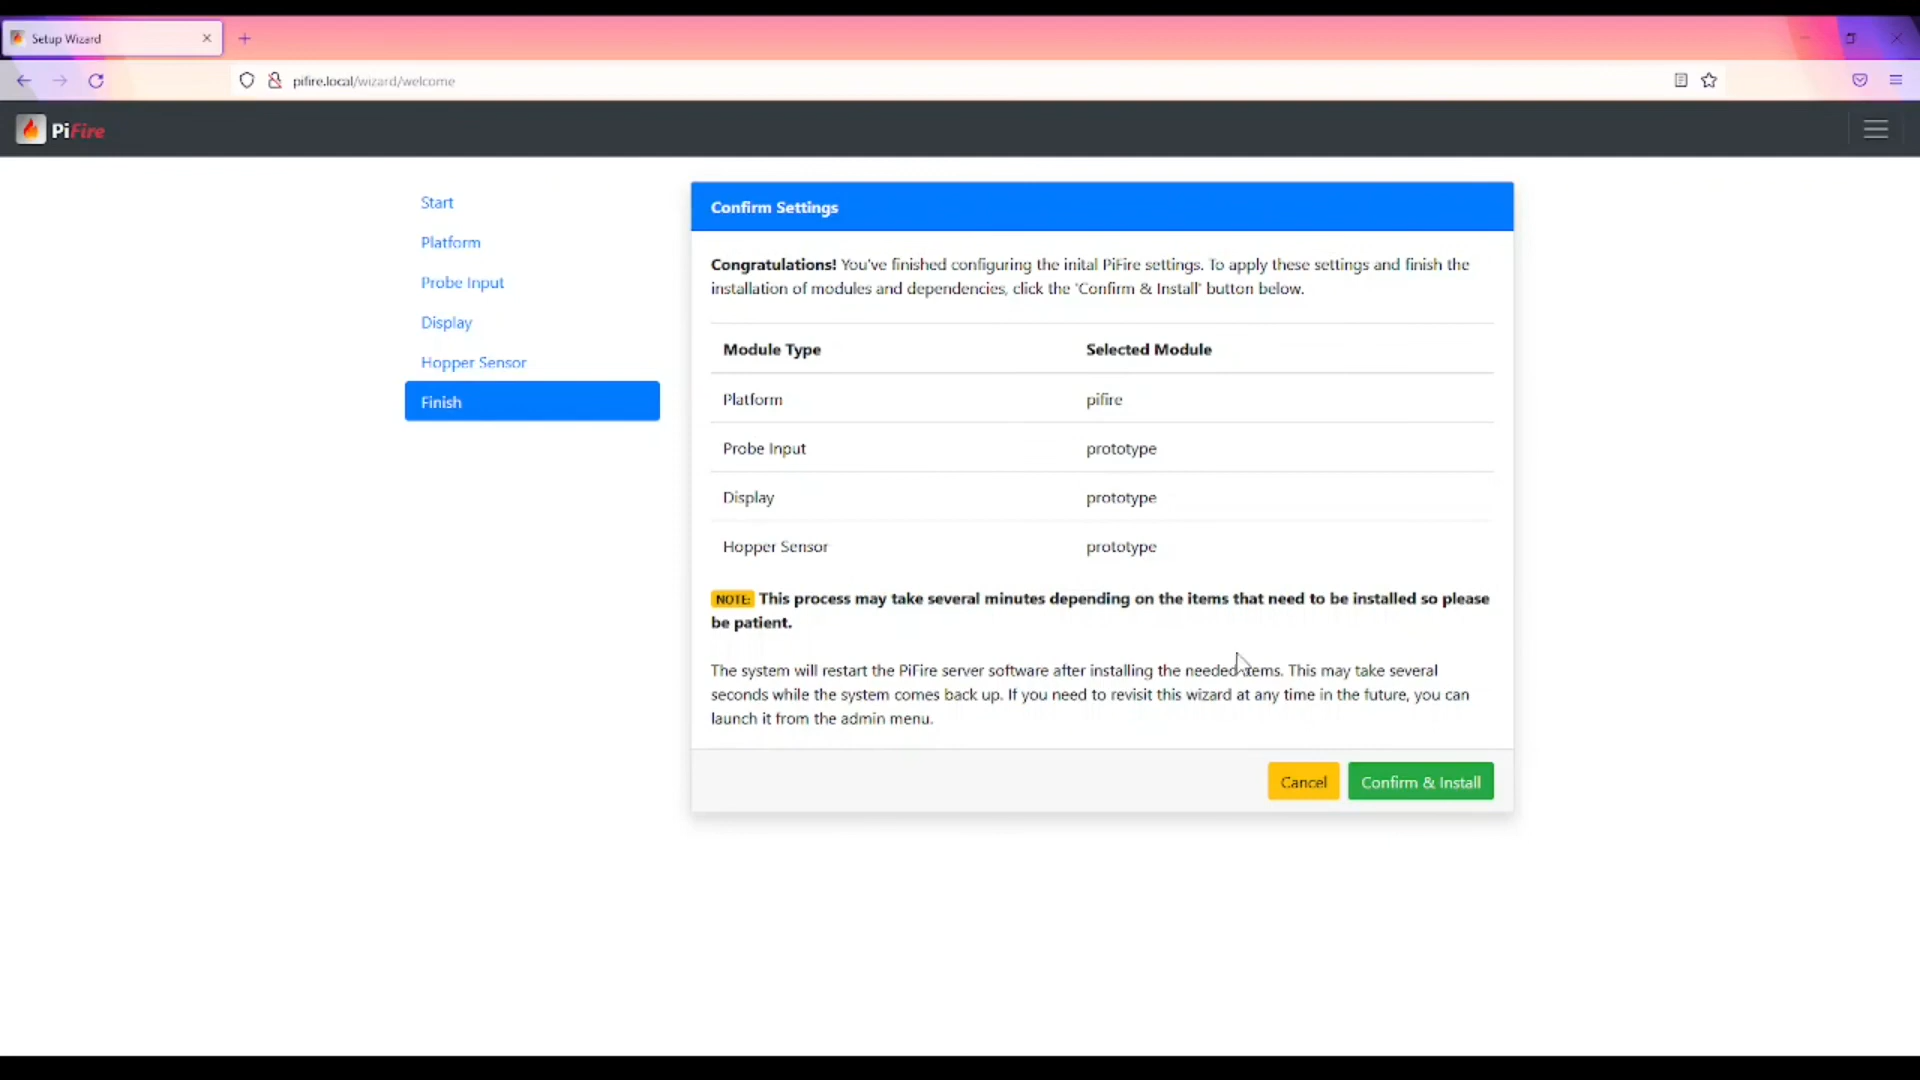 Setup Wizard
pifire.local/wizard/welcome
PiFire
Start
Platform
Probe Input
Display
Hopper Sensor
Finish
Confirm Settings
Congratulations! You've finished configuring the inital PiFire settings. To apply these settings and finish the
installation of modules and dependencies, click the 'Confirm & Install' button below.
Module Type Selected Module
Platform pifire
Probe Input prototype
Display prototype
Hopper Sensor prototype
NOTE: This process may take several minutes depending on the items that need to be installed so please
be patient.
The system will restart the PiFire server software after installing the needed items. This may take several
seconds while the system comes back up. If you need to revisit this wizard at any time in the future, you can
launch it from the admin menu.
Cancel Confirm & Install